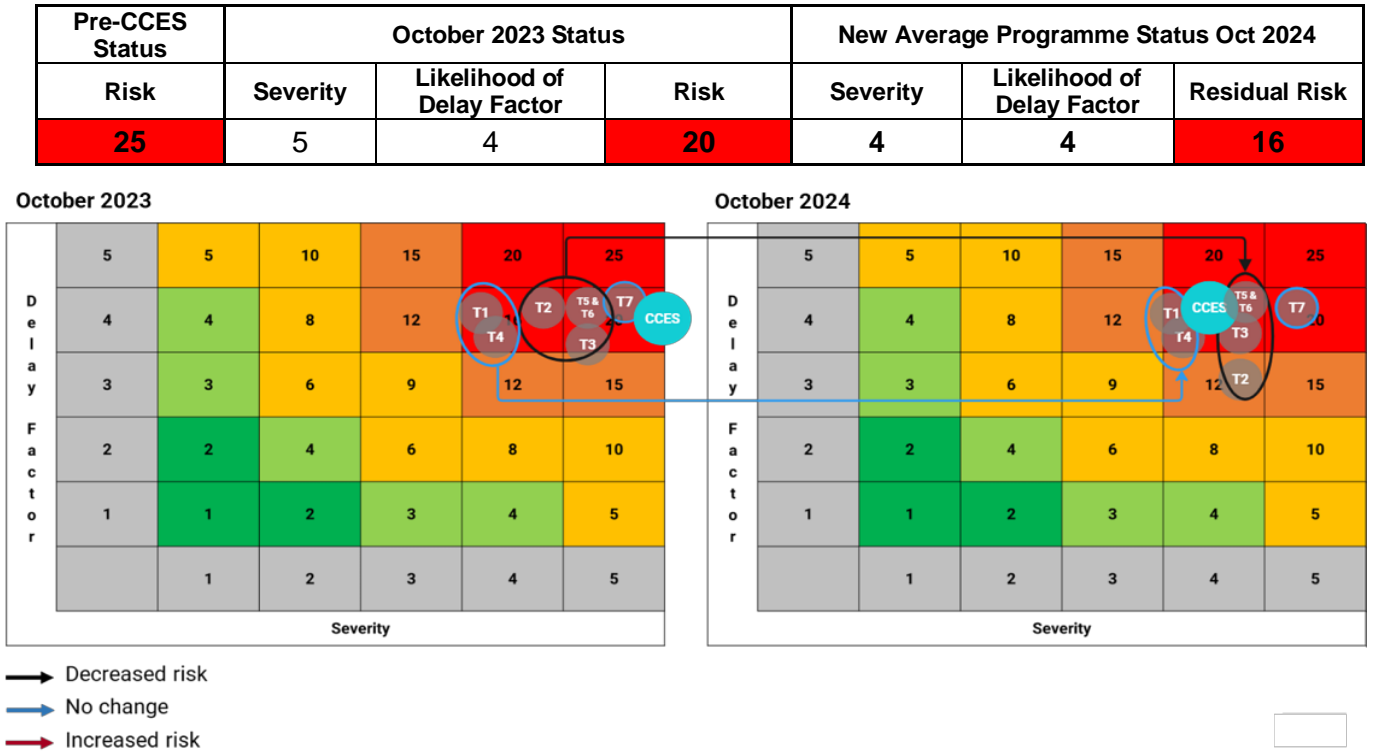 Pre-CCES
Status
October 2023 Status
New Average Programme Status Oct 2024
Risk
Severity
Likelihood of
Delay Factor
Risk
Severity
Likelihood of
Delay Factor
Residual Risk
25 5 4 20 4 4 16
October 2023
Delay Factor
5 5 10 15 20 25
4 4 8 12
T1
T4
T2
T5 &
T6
T3
T7
CCES
3 3 6 9 12 15
2 2 4 6 8 10
1 1 2 3 4 5
1 2 3 4 5
Severity
October 2024
Delay Factor
5 5 10 15 20 25
4 4 8 12
T1
T4
CCES
T5 &
T6
T3
T2
T7
20
3 3 6 9 12 15
2 2 4 6 8 10
1 1 2 3 4 5
1 2 3 4 5
Severity
Decreased risk
No change
Increased risk